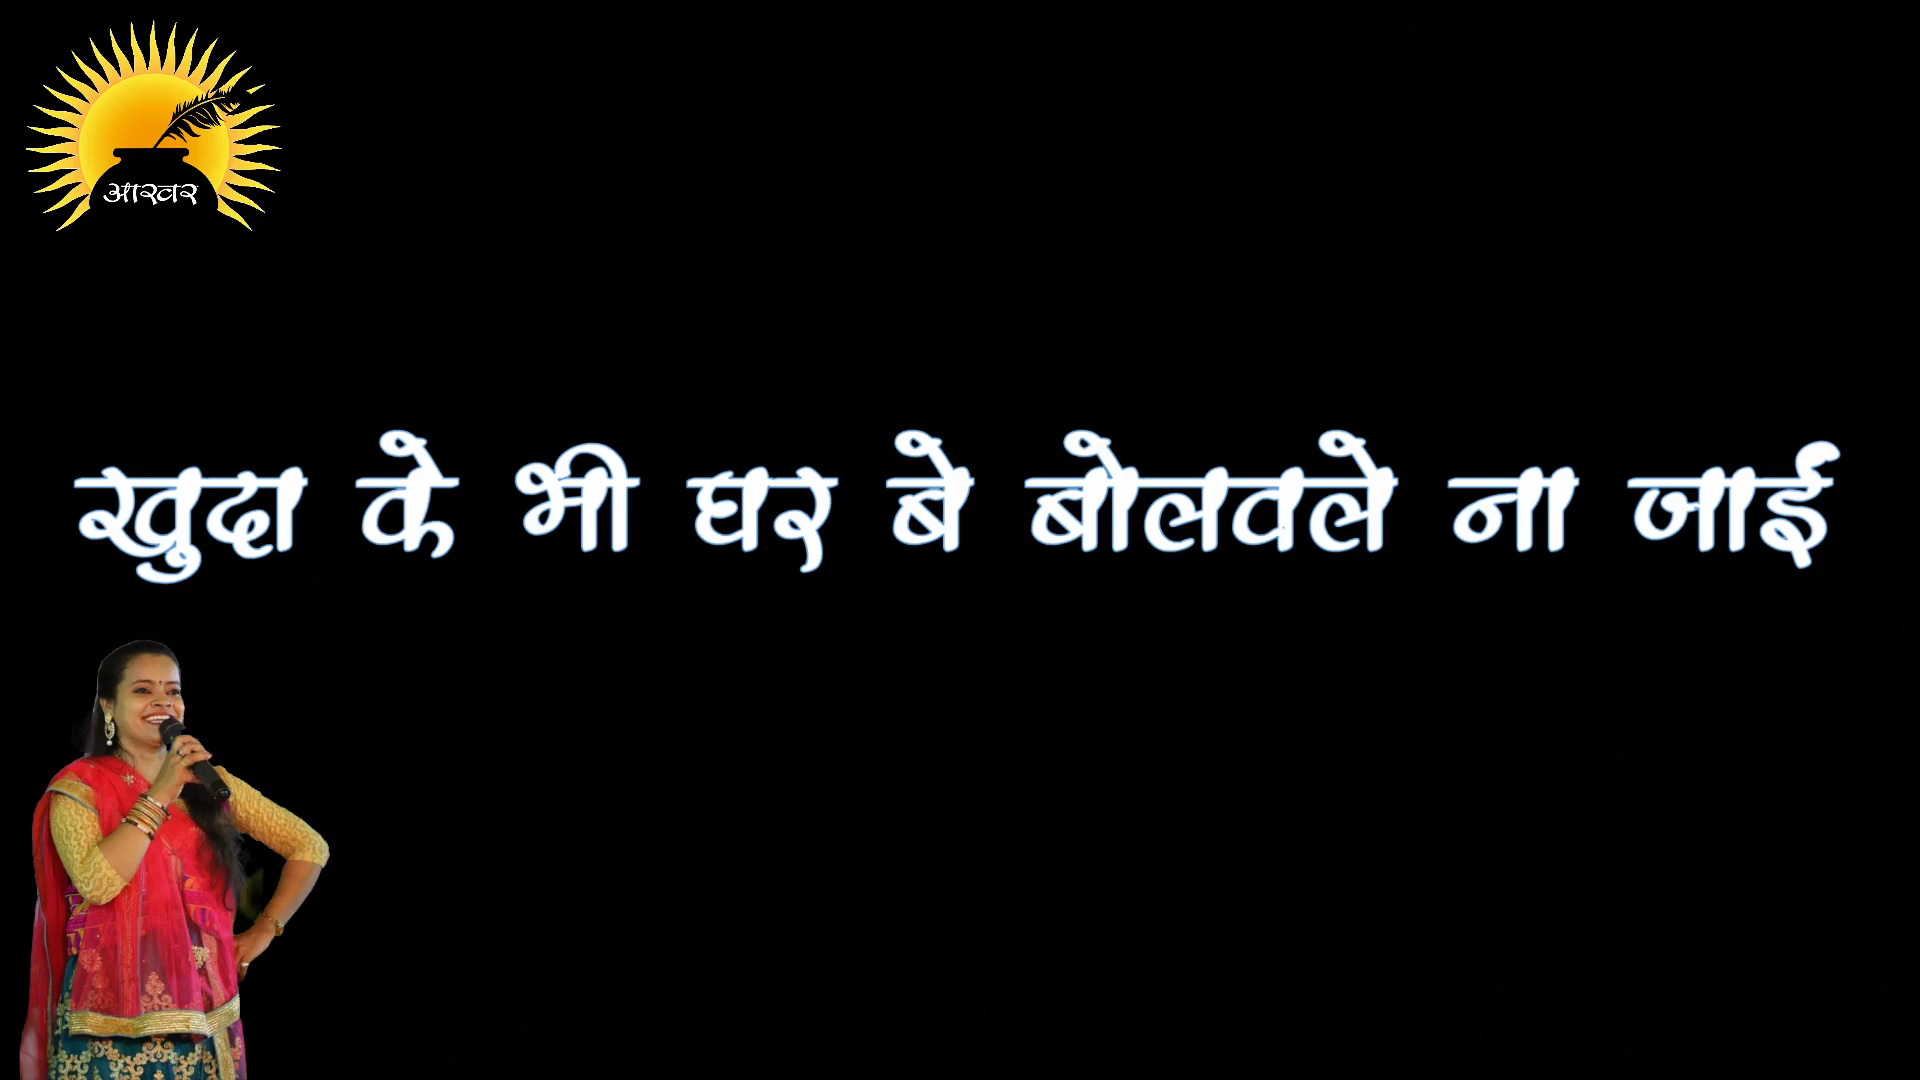 आखर
खुदा के भी घर बे बोलवले ना जाई